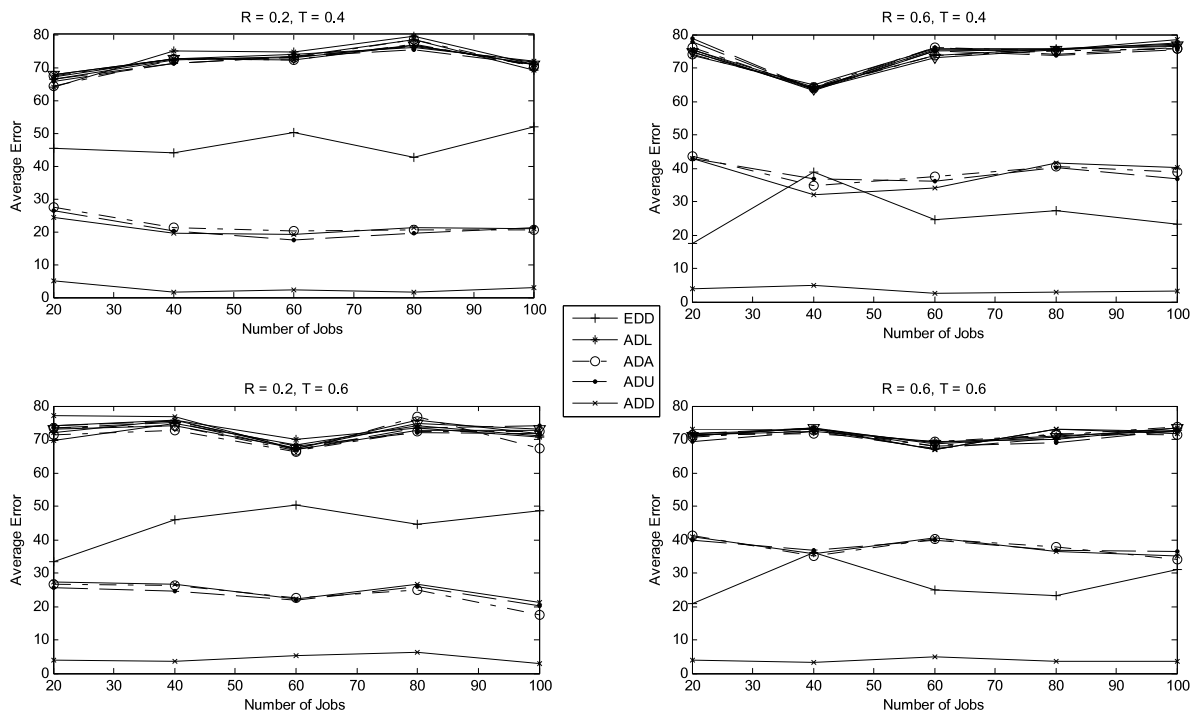 R = 0.2, T = 0.4
80
70
60
50
40
30
20
10
0
Average Error
20 30 40 50 60 70 80 90 100
Number of Jobs
R = 0.6, T = 0.4
80
70
60
50
40
30
20
10
0
Average Error
20 30 40 50 60 70 80 90 100
Number of Jobs
EDD
ADL
ADA
ADU
ADD
R = 0.2, T = 0.6
80
70
60
50
40
30
20
10
0
Average Error
20 30 40 50 60 70 80 90 100
Number of Jobs
R = 0.6, T = 0.6
80
70
60
50
40
30
20
10
0
Average Error
20 30 40 50 60 70 80 90 100
Number of Jobs